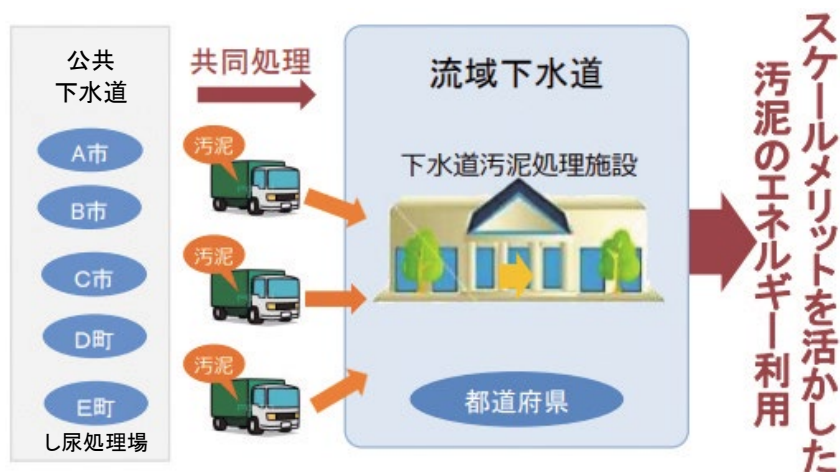 公共
下水道
A市
B市
C市
D町
E町
し尿処理場
共同処理
汚泥
汚泥
汚泥
流域下水道
下水道汚泥処理施設
都道府県
スケールメリットを活かした
汚泥のエネルギー利用